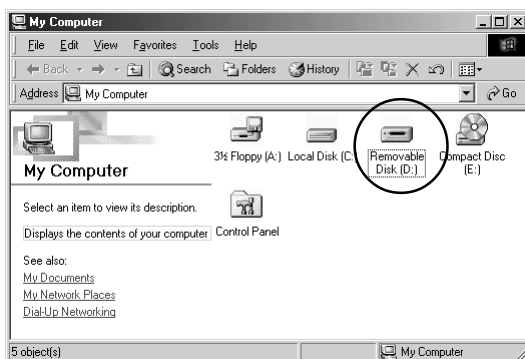 My Computer
File Edit View Favorites Tools Help
Back Search Folders History
Address My Computer Go
3½ Floppy (A:) Local Disk (C: Removable Disk (D:) Compact Disc (E:)
My Computer
Select an item to view its description.
Displays the contents of your computer
Control Panel
See also:
My Documents
My Network Places
Dial-Up Networking
5 object(s) My Computer